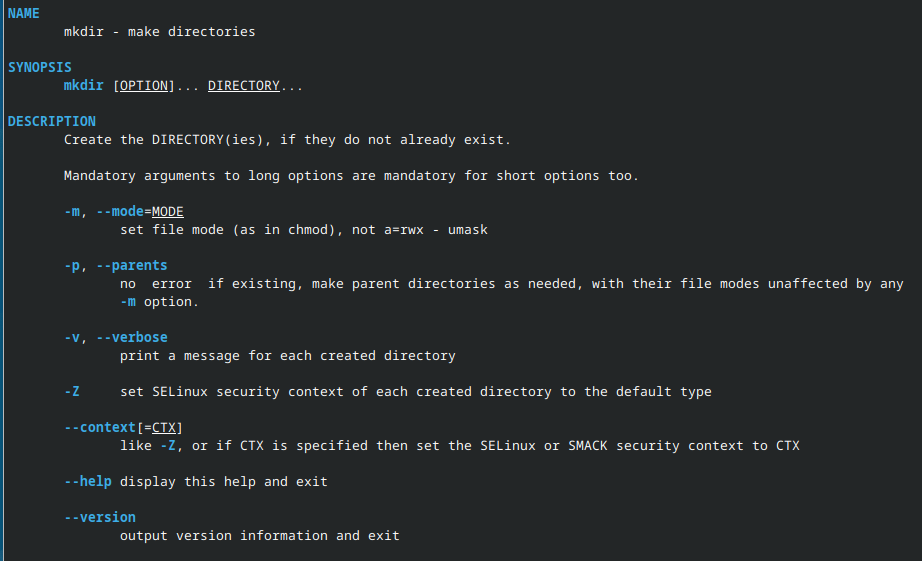 NAME
mkdir - make directories
SYNOPSIS
mkdir [OPTION]... DIRECTORY...
DESCRIPTION
Create the DIRECTORY(ies), if they do not already exist.
Mandatory arguments to long options are mandatory for short options too.
-m, --mode=MODE
set file mode (as in chmod), not a=rwx - umask
-p, --parents
no  error  if existing, make parent directories as needed, with their file modes unaffected by any
-m option.
-v, --verbose
print a message for each created directory
-Z     set SELinux security context of each created directory to the default type
--context[=CTX]
like -Z, or if CTX is specified then set the SELinux or SMACK security context to CTX
--help display this help and exit
--version
output version information and exit